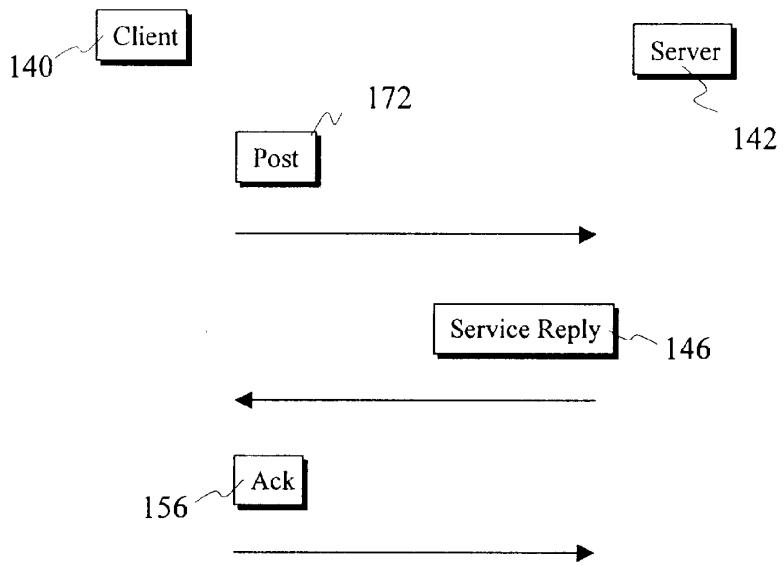 Client
140
Server
142
172
Post
Service Reply
146
Ack
156